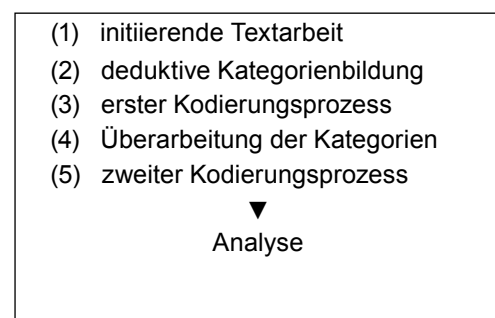 (1) initiierende Textarbeit
(2) deduktive Kategorienbildung
(3) erster Kodierungsprozess
(4) Überarbeitung der Kategorien
(5) zweiter Kodierungsprozess
▼
Analyse